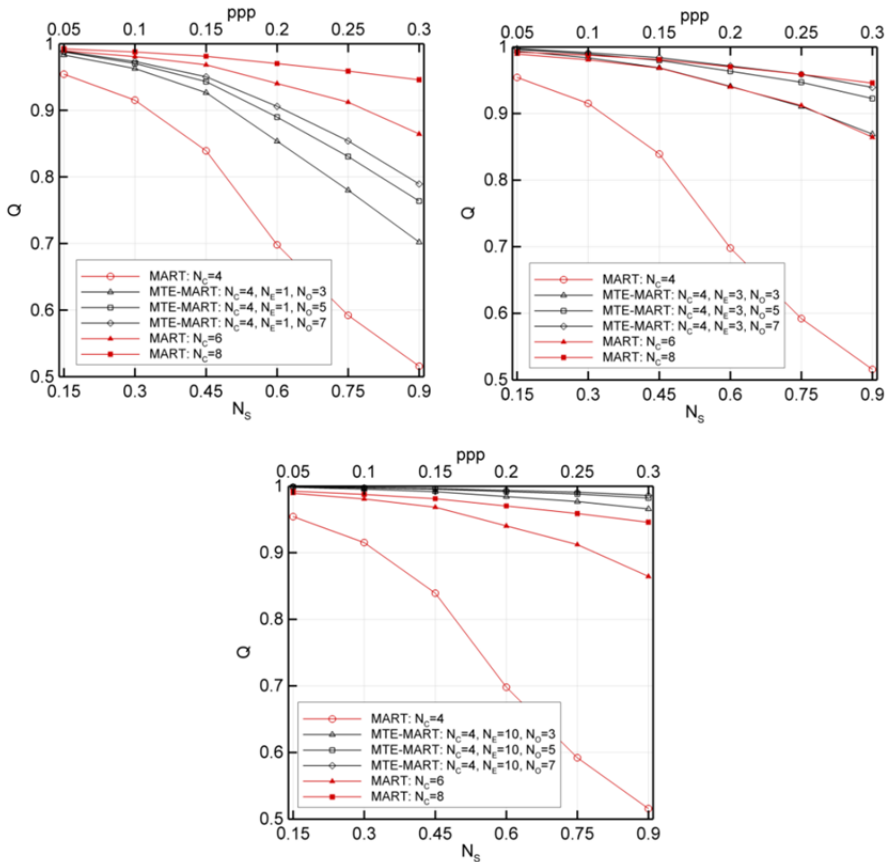 ppp
0.05 0.1 0.15 0.2 0.25 0.3
1
0.9
0.8
0.7
0.6
0.5
Q
MART: N_C=4
MTE-MART: N_C=4, N_E=1, N_O=3
MTE-MART: N_C=4, N_E=1, N_O=5
MTE-MART: N_C=4, N_E=1, N_O=7
MART: N_C=6
MART: N_C=8
0.15 0.3 0.45 0.6 0.75 0.9
N_S
ppp
0.05 0.1 0.15 0.2 0.25 0.3
1
0.9
0.8
0.7
0.6
0.5
Q
MART: N_C=4
MTE-MART: N_C=4, N_E=3, N_O=3
MTE-MART: N_C=4, N_E=3, N_O=5
MTE-MART: N_C=4, N_E=3, N_O=7
MART: N_C=6
MART: N_C=8
0.15 0.3 0.45 0.6 0.75 0.9
N_S
ppp
0.05 0.1 0.15 0.2 0.25 0.3
1
0.9
0.8
0.7
0.6
0.5
Q
MART: N_C=4
MTE-MART: N_C=4, N_E=10, N_O=3
MTE-MART: N_C=4, N_E=10, N_O=5
MTE-MART: N_C=4, N_E=10, N_O=7
MART: N_C=6
MART: N_C=8
0.15 0.3 0.45 0.6 0.75 0.9
N_S